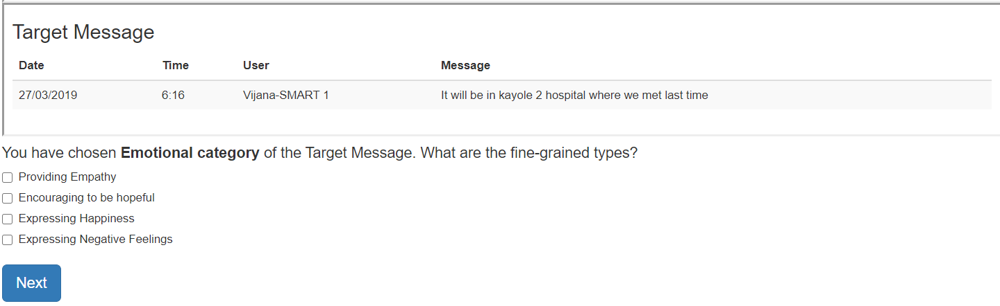 Target Message
Date Time User Message
27/03/2019 6:16 Vijana-SMART 1 It will be in kayole 2 hospital where we met last time
You have chosen Emotional category of the Target Message. What are the fine-grained types?
Providing Empathy
Encouraging to be hopeful
Expressing Happiness
Expressing Negative Feelings
Next